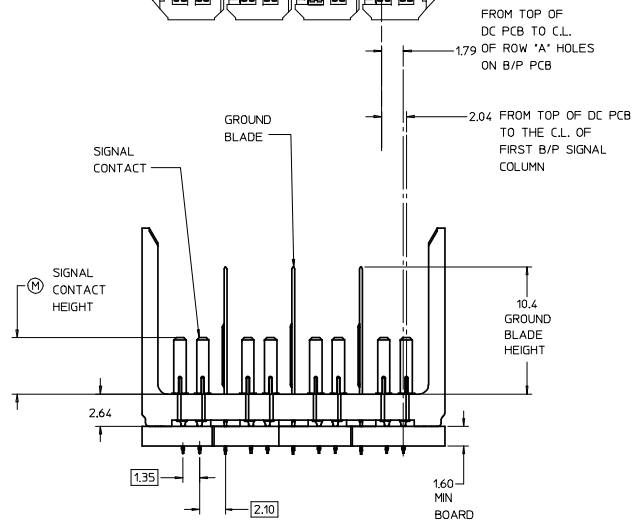 FROM TOP OF
DC PCB TO C.L.
1.79 OF ROW "A" HOLES
ON B/P PCB
2.04 FROM TOP OF DC PCB
TO THE C.L. OF
FIRST B/P SIGNAL
COLUMN
GROUND
BLADE
SIGNAL
CONTACT
M SIGNAL
CONTACT
HEIGHT
10.4
GROUND
BLADE
HEIGHT
2.64
1.35
2.10
1.60
MIN
BOARD